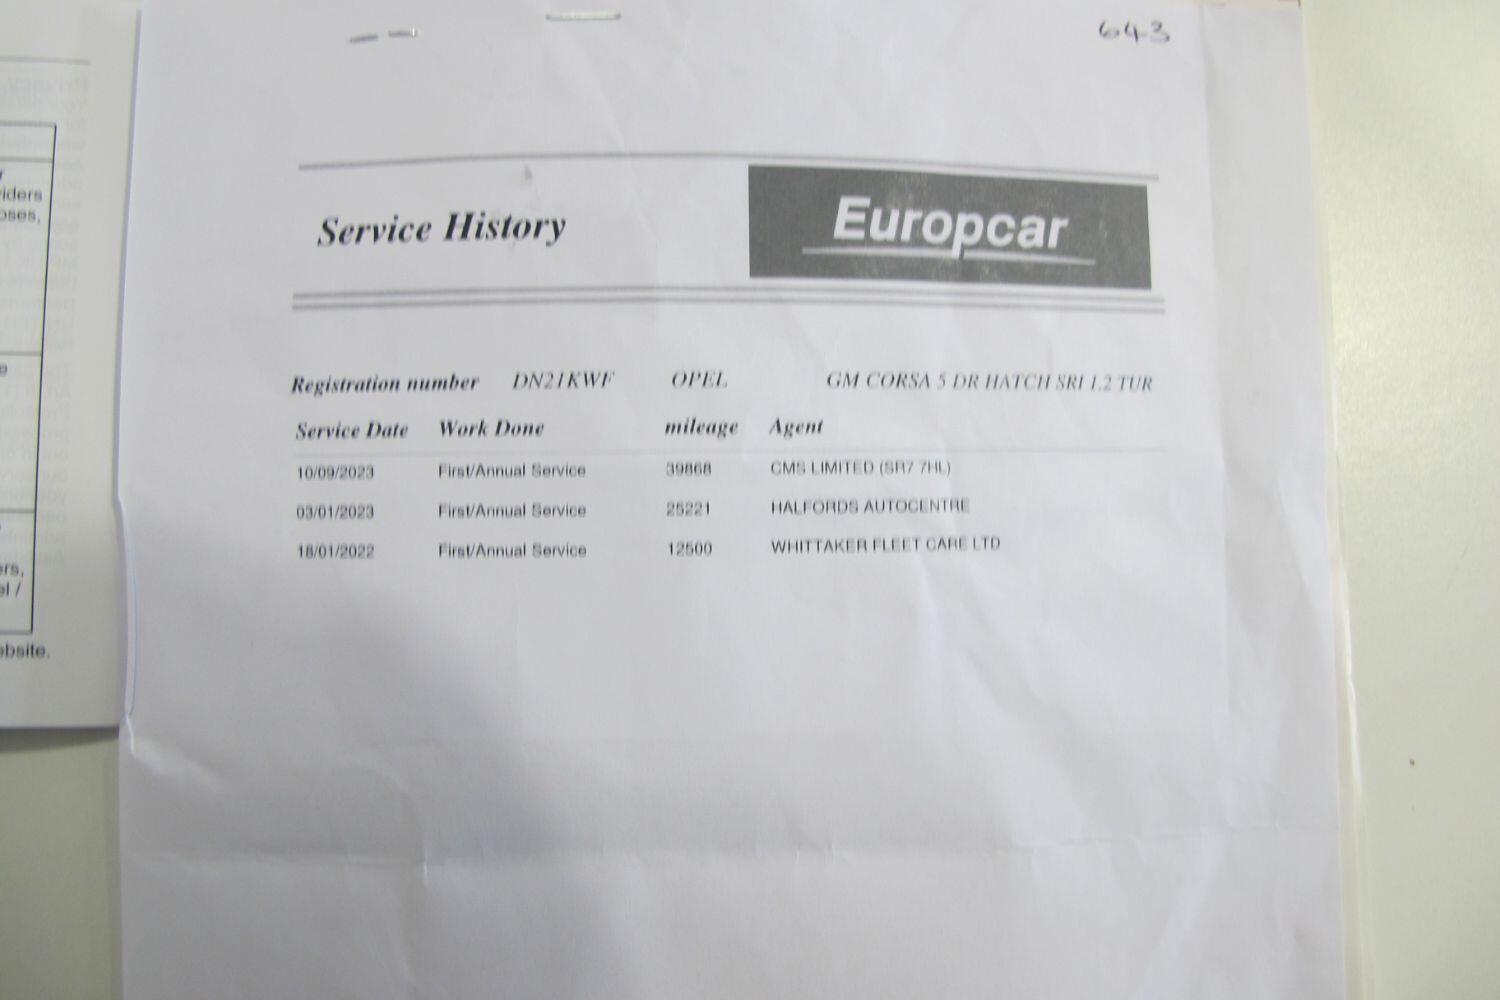 643
Service History
Europcar
Registration number DN21KWF OPEL GM CORSA 5 DR HATCH SRI 1.2 TUR
Service Date Work Done mileage Agent
10/09/2023 First/Annual Service 39868 CMS LIMITED (SR7 7HL)
03/01/2023 First/Annual Service 25221 HALFORDS AUTOCENTRE
18/01/2022 First/Annual Service 12500 WHITTAKER FLEET CARE LTD